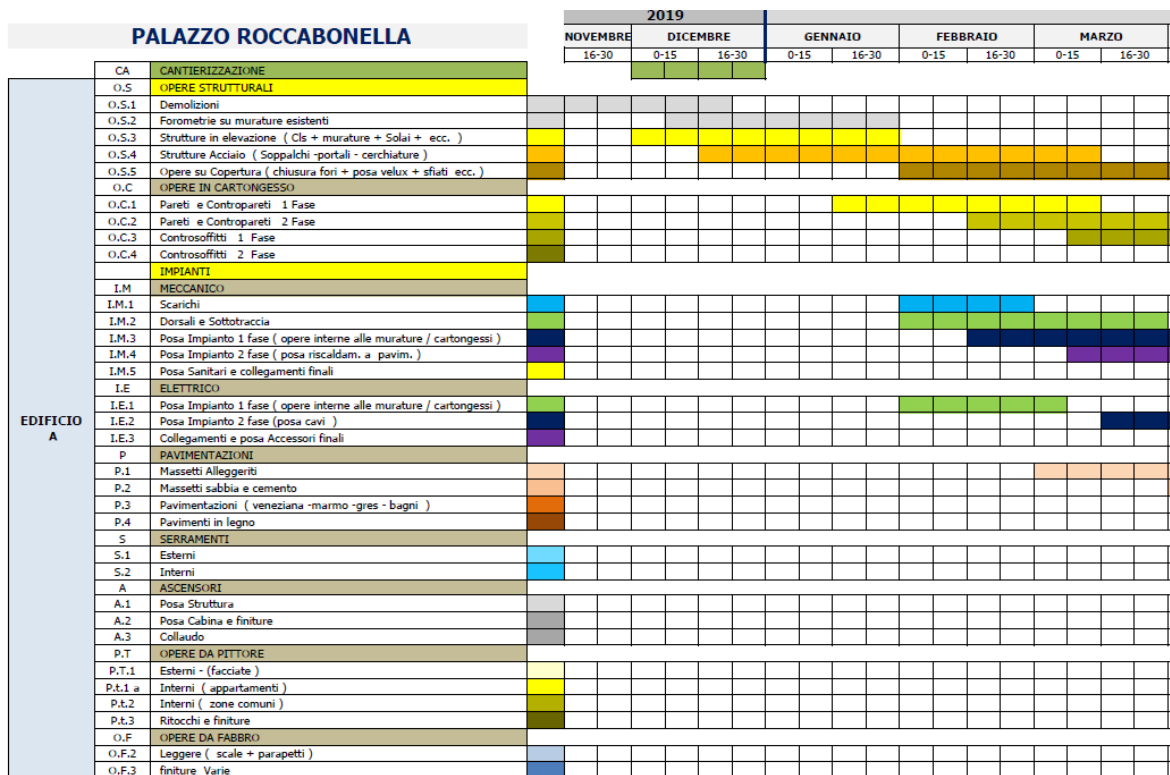 2019
PALAZZO ROCCABONELLA
NOVEMBRE DICEMBRE GENNAIO FEBBRAIO MARZO
16-30 0-15 16-30 0-15 16-30 0-15 16-30 0-15 16-30
CA CANTIERIZZAZIONE
O.S OPERE STRUTTURALI
O.S.1 Demolizioni
O.S.2 Forometrie su murature esistenti
O.S.3 Strutture in elevazione ( Cls + murature + Solai + ecc. )
O.S.4 Strutture Acciaio ( Soppalchi -portali - cerchiature )
O.S.5 Opere su Copertura ( chiusura fori + posa velux + sfiati ecc. )
O.C OPERE IN CARTONGESSO
O.C.1 Pareti e Contropareti 1 Fase
O.C.2 Pareti e Contropareti 2 Fase
O.C.3 Controsoffitti 1 Fase
O.C.4 Controsoffitti 2 Fase
IMPIANTI
I.M MECCANICO
I.M.1 Scarichi
I.M.2 Dorsali e Sottotraccia
I.M.3 Posa Impianto 1 fase ( opere interne alle murature / cartongessi )
I.M.4 Posa Impianto 2 fase ( posa riscaldam. a pavim. )
I.M.5 Posa Sanitari e collegamenti finali
I.E ELETTRICO
I.E.1 Posa Impianto 1 fase ( opere interne alle murature / cartongessi )
EDIFICIO A
I.E.2 Posa Impianto 2 fase (posa cavi )
I.E.3 Collegamenti e posa Accessori finali
P PAVIMENTAZIONI
P.1 Massetti Alleggeriti
P.2 Massetti sabbia e cemento
P.3 Pavimentazioni ( veneziana -marmo -gres - bagni )
P.4 Pavimenti in legno
S SERRAMENTI
S.1 Esterni
S.2 Interni
A ASCENSORI
A.1 Posa Struttura
A.2 Posa Cabina e finiture
A.3 Collaudo
P.T OPERE DA PITTORE
P.T.1 Esterni - (facciate )
P.t.1 a Interni ( appartamenti )
P.t.2 Interni ( zone comuni )
P.t.3 Ritocchi e finiture
O.F OPERE DA FABBRO
O.F.2 Leggere ( scale + parapetti )
O.F.3 finiture Varie